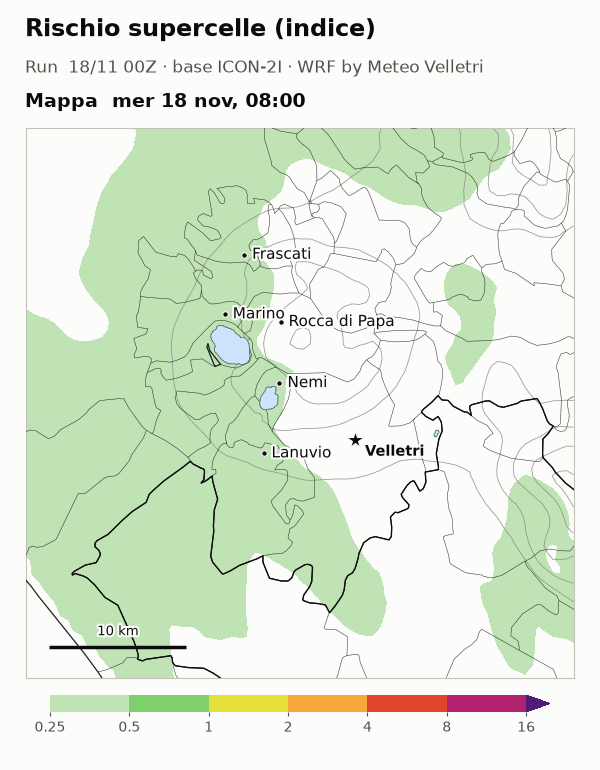 Rischio supercelle (indice)
Run 18/11 00Z · base ICON-2I · WRF by Meteo Velletri
Mappa mer 18 nov, 08:00
Frascati
Marino
Rocca di Papa
Nemi
Velletri
Lanuvio
10 km
0.25 0.5 1 2 4 8 16